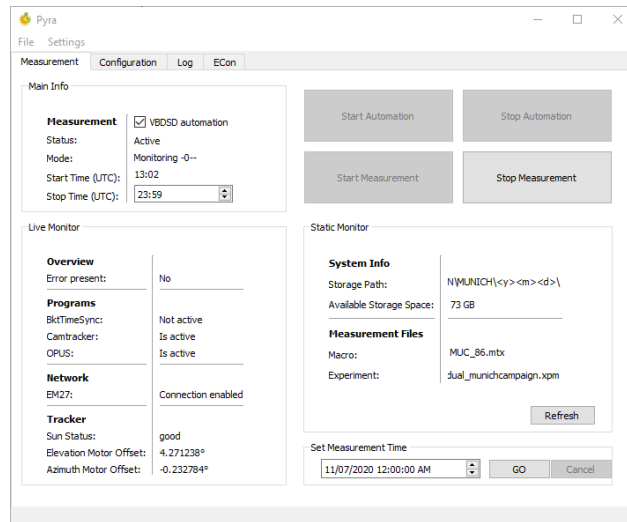 Pyra
File Settings
Measurement Configuration Log ECon
Main Info
Measurement VBDSD automation
Status: Active
Mode: Monitoring -0--
Start Time (UTC): 13:02
Stop Time (UTC): 23:59
Start Automation Stop Automation
Start Measurement Stop Measurement
Live Monitor
Overview
Error present: No
Programs
BktTimeSync: Not active
Camtracker: Is active
OPUS: Is active
Network
EM27: Connection enabled
Tracker
Sun Status: good
Elevation Motor Offset: 4.271238°
Azimuth Motor Offset: -0.232784°
Static Monitor
System Info
Storage Path: N\MUNICH\<y><m><d>\
Available Storage Space: 73 GB
Measurement Files
Macro: MUC_86.mtx
Experiment: dual_munichcampaign.xpm
Refresh
Set Measurement Time
11/07/2020 12:00:00 AM GO Cancel